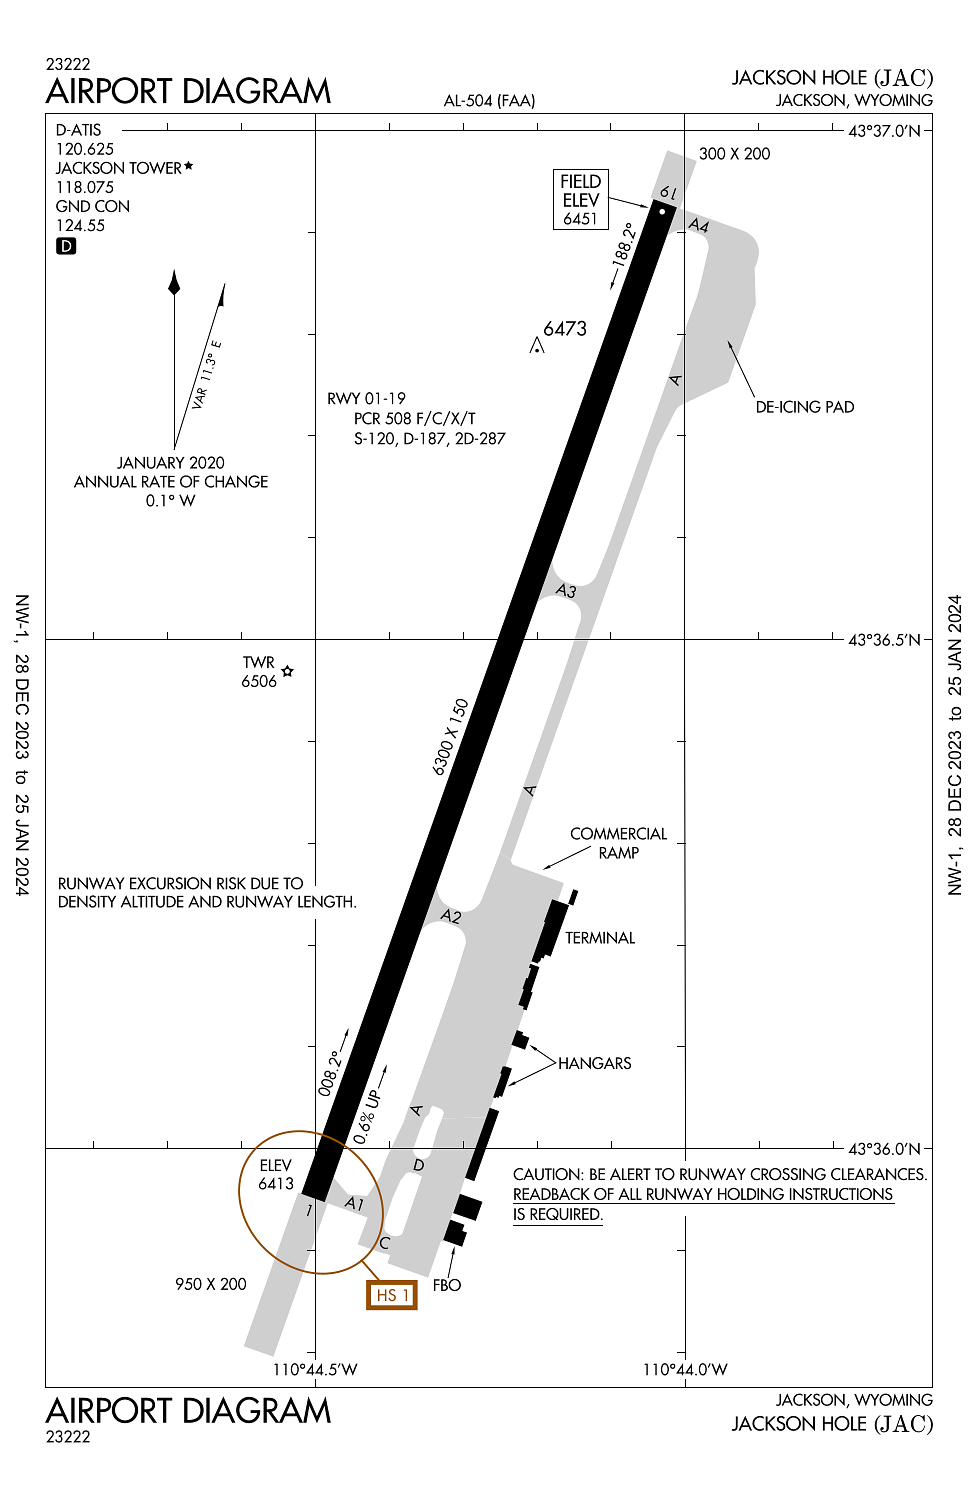 23222
AIRPORT DIAGRAM
AL-504 (FAA)
JACKSON HOLE (JAC)
JACKSON, WYOMING
D-ATIS
120.625
JACKSON TOWER★
118.075
GND CON
124.55
D
43°37.0'N
300 X 200
FIELD
ELEV
6451
19
A4
188.2°
6473
VAR 11.3° E
JANUARY 2020
ANNUAL RATE OF CHANGE
0.1° W
RWY 01-19
PCR 508 F/C/X/T
S-120, D-187, 2D-287
A
DE-ICING PAD
A3
43°36.5'N
TWR
6506
6300 X 150
A
COMMERCIAL
RAMP
RUNWAY EXCURSION RISK DUE TO
DENSITY ALTITUDE AND RUNWAY LENGTH.
A2
TERMINAL
008.2°
0.6% UP
HANGARS
A
43°36.0'N
D
ELEV
6413
CAUTION: BE ALERT TO RUNWAY CROSSING CLEARANCES.
READBACK OF ALL RUNWAY HOLDING INSTRUCTIONS
IS REQUIRED.
1
A1
C
950 X 200
HS 1
FBO
110°44.5'W
110°44.0'W
NW-1, 28 DEC 2023 to 25 JAN 2024
NW-1, 28 DEC 2023 to 25 JAN 2024
AIRPORT DIAGRAM
23222
JACKSON, WYOMING
JACKSON HOLE (JAC)